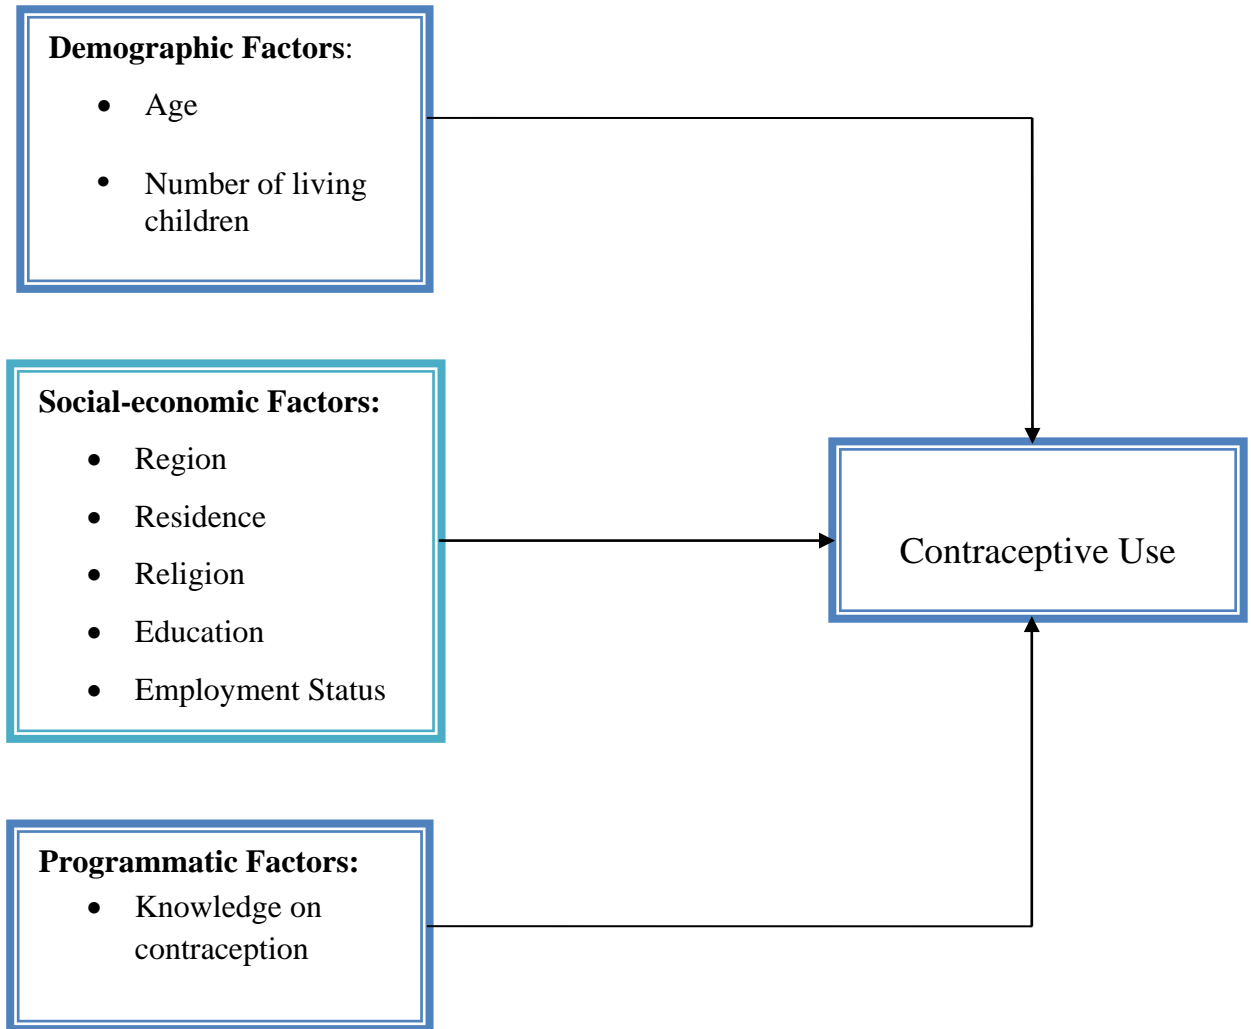 Demographic Factors:
• Age
• Number of living
children
Social-economic Factors:
• Region
• Residence
• Religion
• Education
• Employment Status
Contraceptive Use
Programmatic Factors:
• Knowledge on
contraception